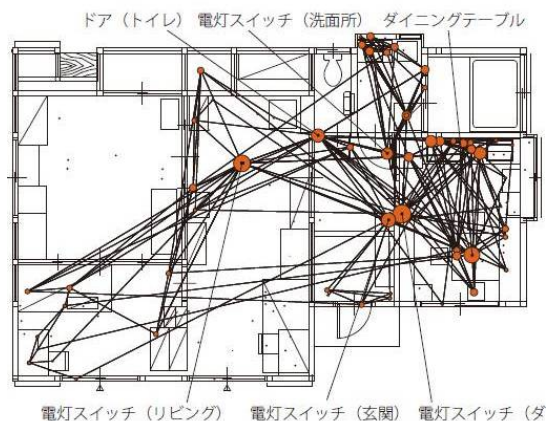 ドア（トイレ） 電灯スイッチ（洗面所） ダイニングテーブル
電灯スイッチ（リビング） 電灯スイッチ（玄関） 電灯スイッチ（ダ